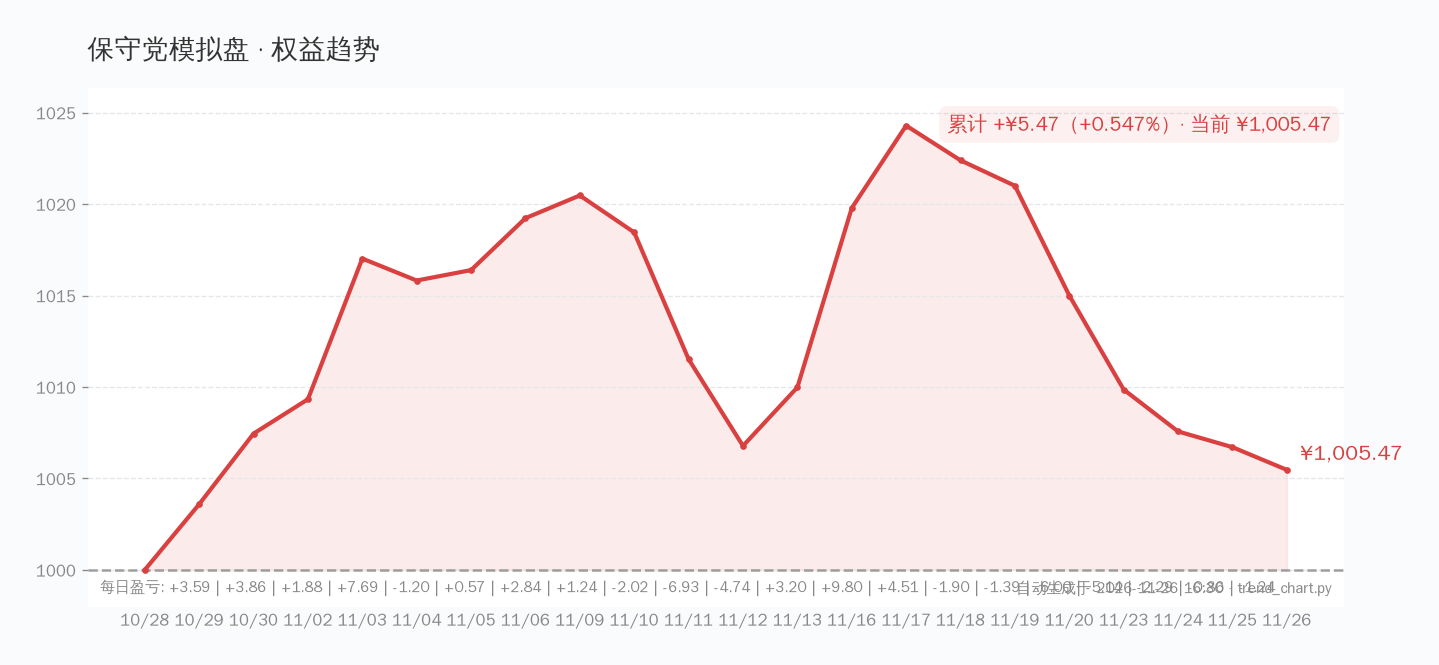 保守党模拟盘 · 权益趋势
1025
累计 +¥5.47（+0.547%）· 当前 ¥1,005.47
1020
1015
1010
¥1,005.47
1005
1000
每日盈亏: +3.59 | +3.86 | +1.88 | +7.69 | -1.20 | +0.57 | +2.84 | +1.24 | -2.02 | -6.93 | -4.74 | +3.20 | +9.80 | +4.51 | -1.90 | -1.39 |
trend_chart.py
10/28 10/29 10/30 11/02 11/03 11/04 11/05 11/06 11/09 11/10 11/11 11/12 11/13 11/16 11/17 11/18 11/19 11/20 11/23 11/24 11/25 11/26